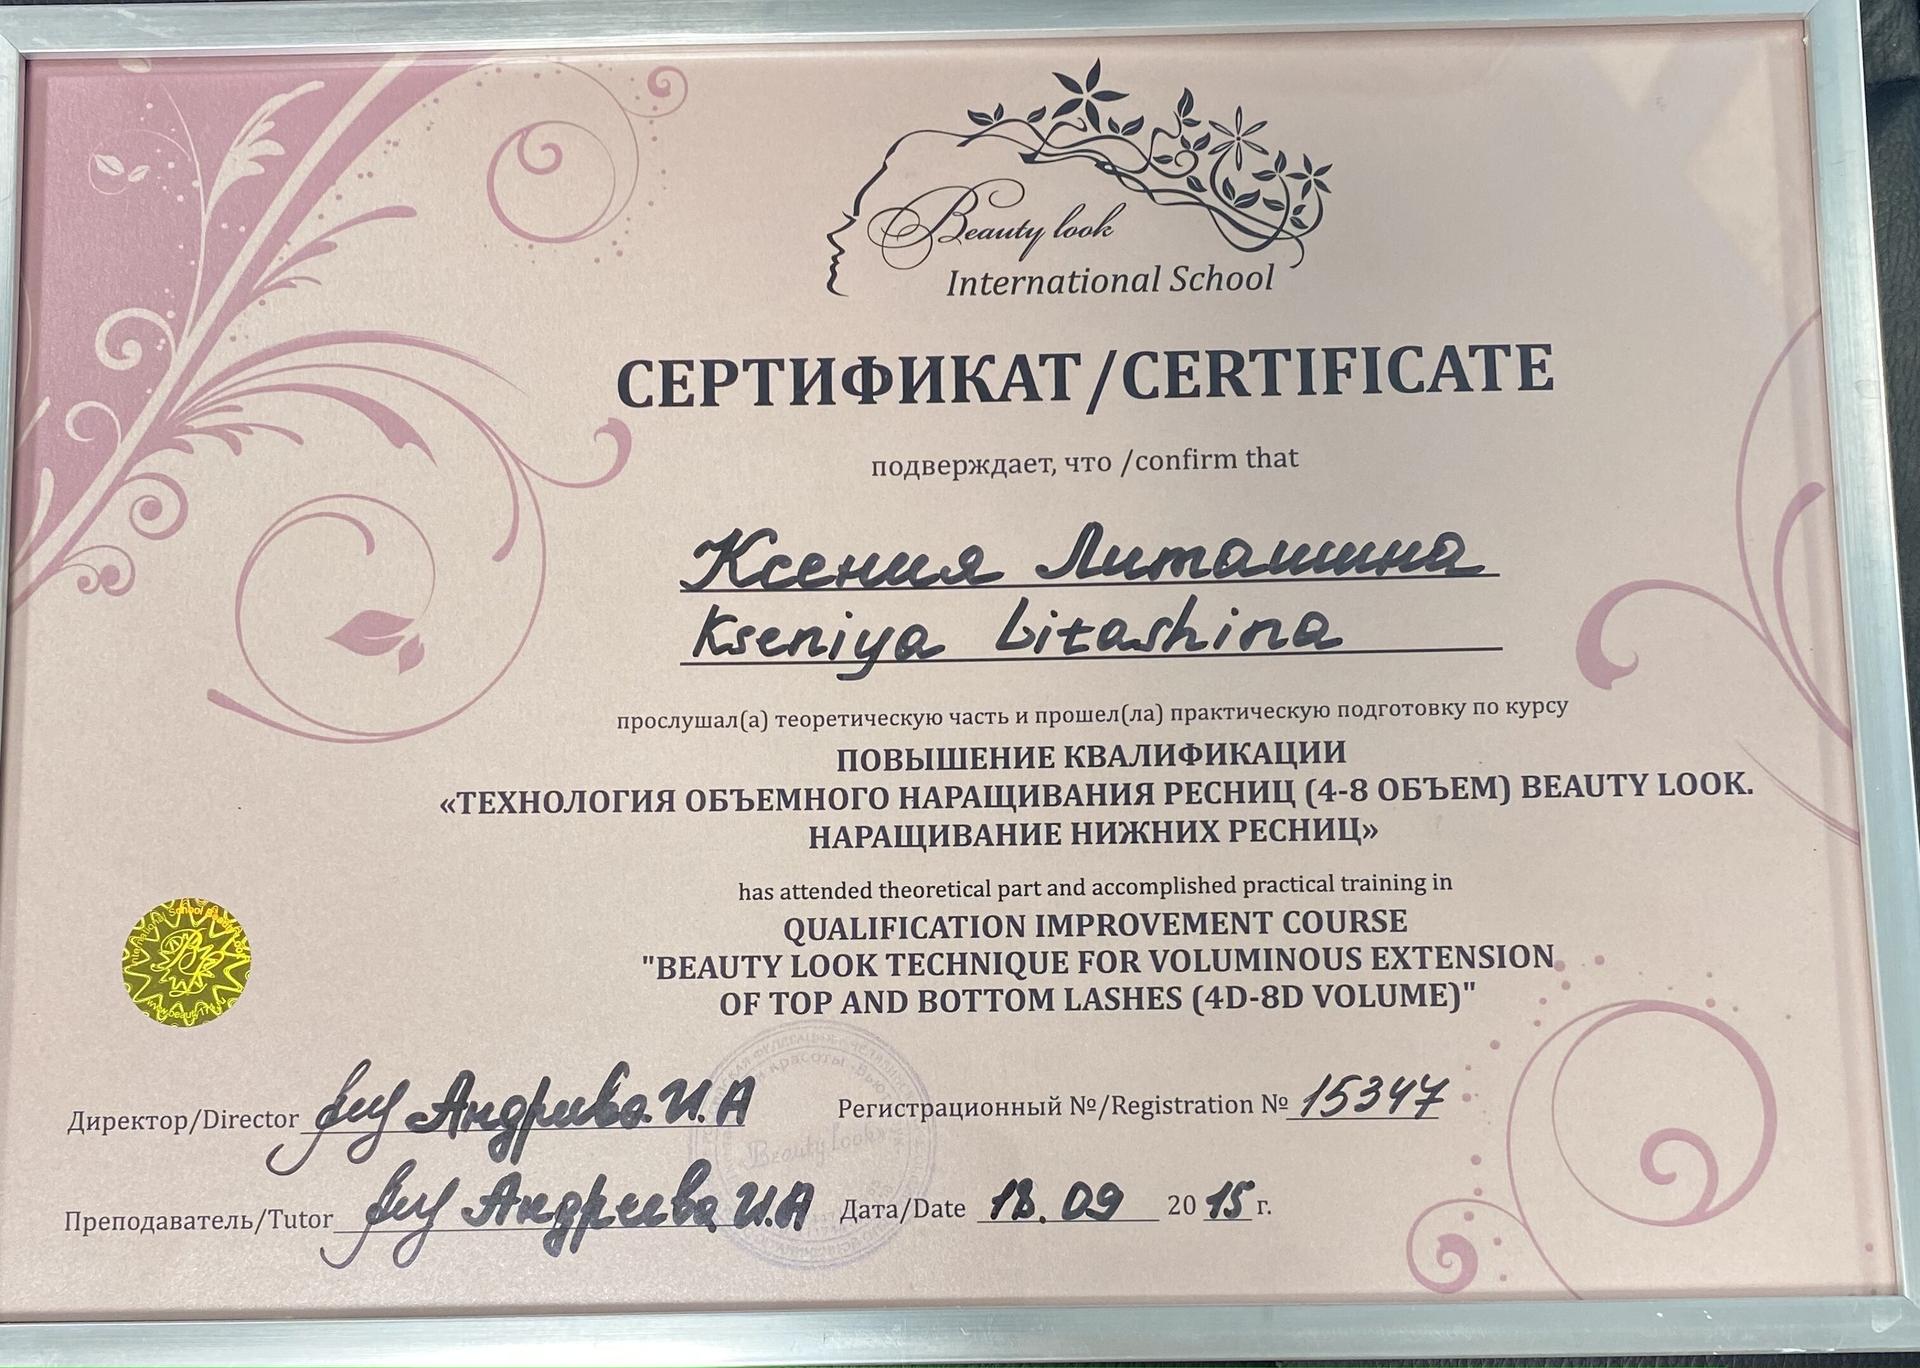 Beauty look
International School
СЕРТИФИКАТ/CERTIFICATE
подтверждает, что /confirm that
Ксения Литашина
Kseniya Litashina
прослушал(а) теоретическую часть и прошел(ла) практическую подготовку по курсу
ПОВЫШЕНИЕ КВАЛИФИКАЦИИ
«ТЕХНОЛОГИЯ ОБЪЕМНОГО НАРАЩИВАНИЯ РЕСНИЦ (4-8 ОБЪЕМ) BEAUTY LOOK.
НАРАЩИВАНИЕ НИЖНИХ РЕСНИЦ»
has attended theoretical part and accomplished practical training in
QUALIFICATION IMPROVEMENT COURSE
"BEAUTY LOOK TECHNIQUE FOR VOLUMINOUS EXTENSION
OF TOP AND BOTTOM LASHES (4D-8D VOLUME)"
Директор/Director Андреева И.А Регистрационный №/Registration № 15347
Преподаватель/Tutor Андреева И.А Дата/Date 18.09 2015 г.
Beauty look